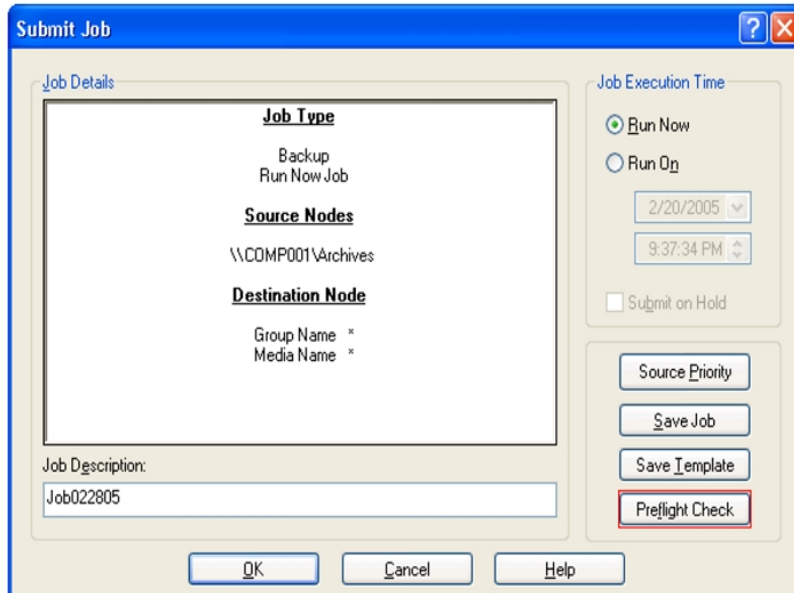 Submit Job
Job Details
Job Type
Backup
Run Now Job
Source Nodes
\\COMP001\Archives
Destination Node
Group Name *
Media Name *
Job Description:
Job022805
Job Execution Time
Run Now
Run On
2/20/2005
9:37:34 PM
Submit on Hold
Source Priority
Save Job
Save Template
Preflight Check
OK
Cancel
Help